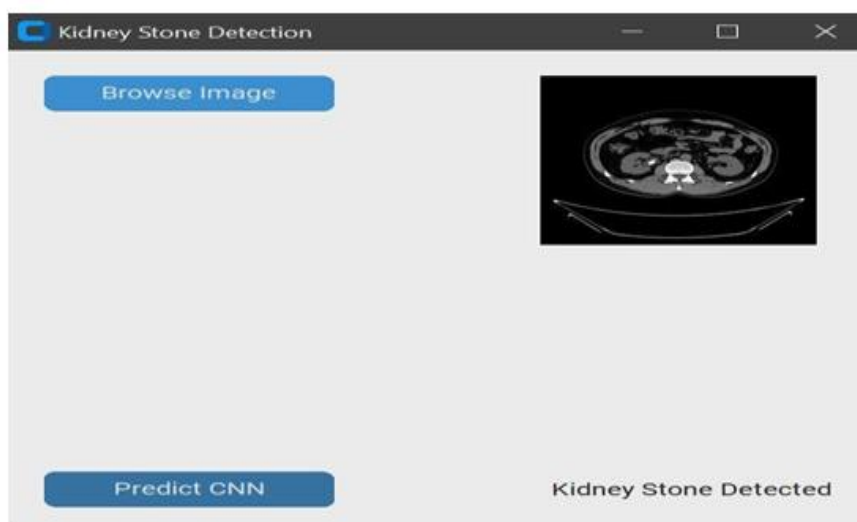 Kidney Stone Detection
Browse Image
Predict CNN
Kidney Stone Detected